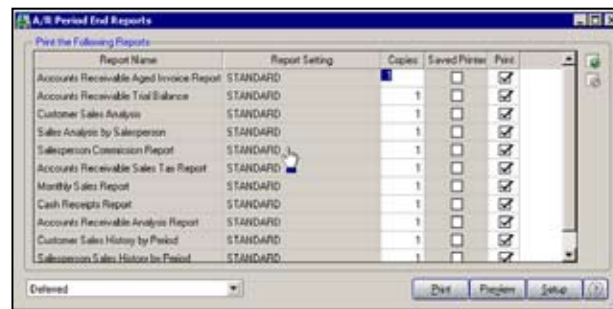 A/R Period End Reports
Print the Following Reports
Report Name Report Setting Copies Saved Printer Print
Accounts Receivable Aged Invoice Report STANDARD 1
Accounts Receivable Trial Balance STANDARD 1
Customer Sales Analysis STANDARD 1
Sales Analysis by Salesperson STANDARD 1
Salesperson Commission Report STANDARD 1
Accounts Receivable Sales Tax Report STANDARD 1
Monthly Sales Report STANDARD 1
Cash Receipts Report STANDARD 1
Accounts Receivable Analysis Report STANDARD 1
Customer Sales History by Period STANDARD 1
Salesperson Sales History by Period STANDARD 1
Deferred Print Preview Setup